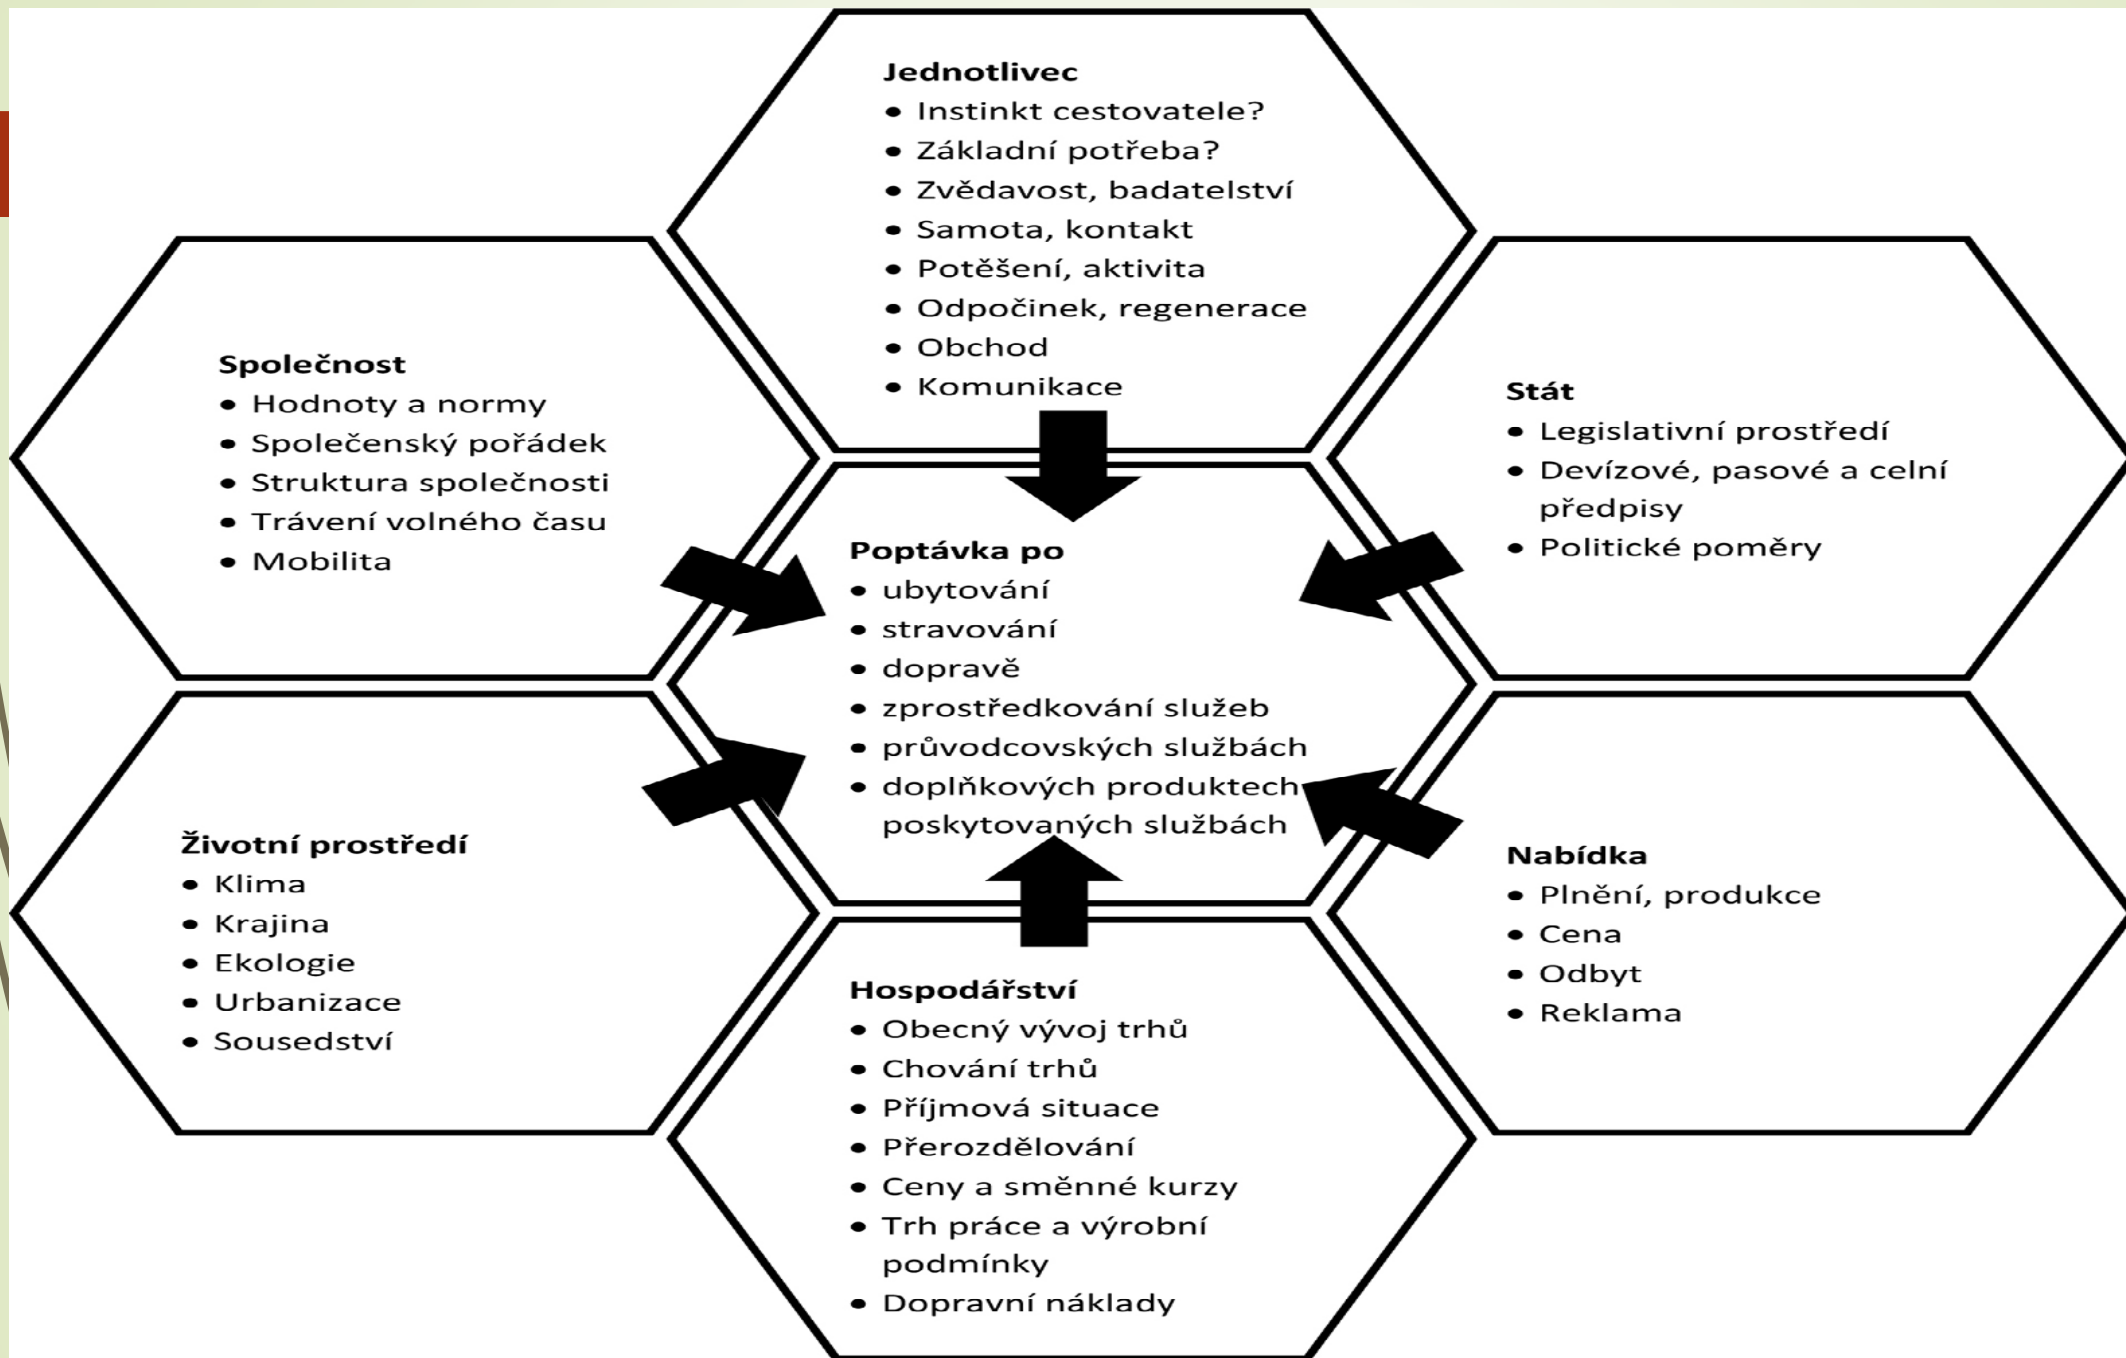 Jednotlivec
• Instinkt cestovatele?
• Základní potřeba?
• Zvědavost, badatelství
• Samota, kontakt
• Potěšení, aktivita
• Odpočinek, regenerace
• Obchod
• Komunikace
Společnost
• Hodnoty a normy
• Společenský pořádek
• Struktura společnosti
• Trávení volného času
• Mobilita
Stát
• Legislativní prostředí
• Devízové, pasové a celní
předpisy
• Politické poměry
Poptávka po
• ubytování
• stravování
• dopravě
• zprostředkování služeb
• průvodcovských službách
• doplňkových produktech
poskytovaných službách
Životní prostředí
• Klima
• Krajina
• Ekologie
• Urbanizace
• Sousedství
Nabídka
• Plnění, produkce
• Cena
• Odbyt
• Reklama
Hospodářství
• Obecný vývoj trhů
• Chování trhů
• Příjmová situace
• Přerozdělování
• Ceny a směnné kurzy
• Trh práce a výrobní
podmínky
• Dopravní náklady